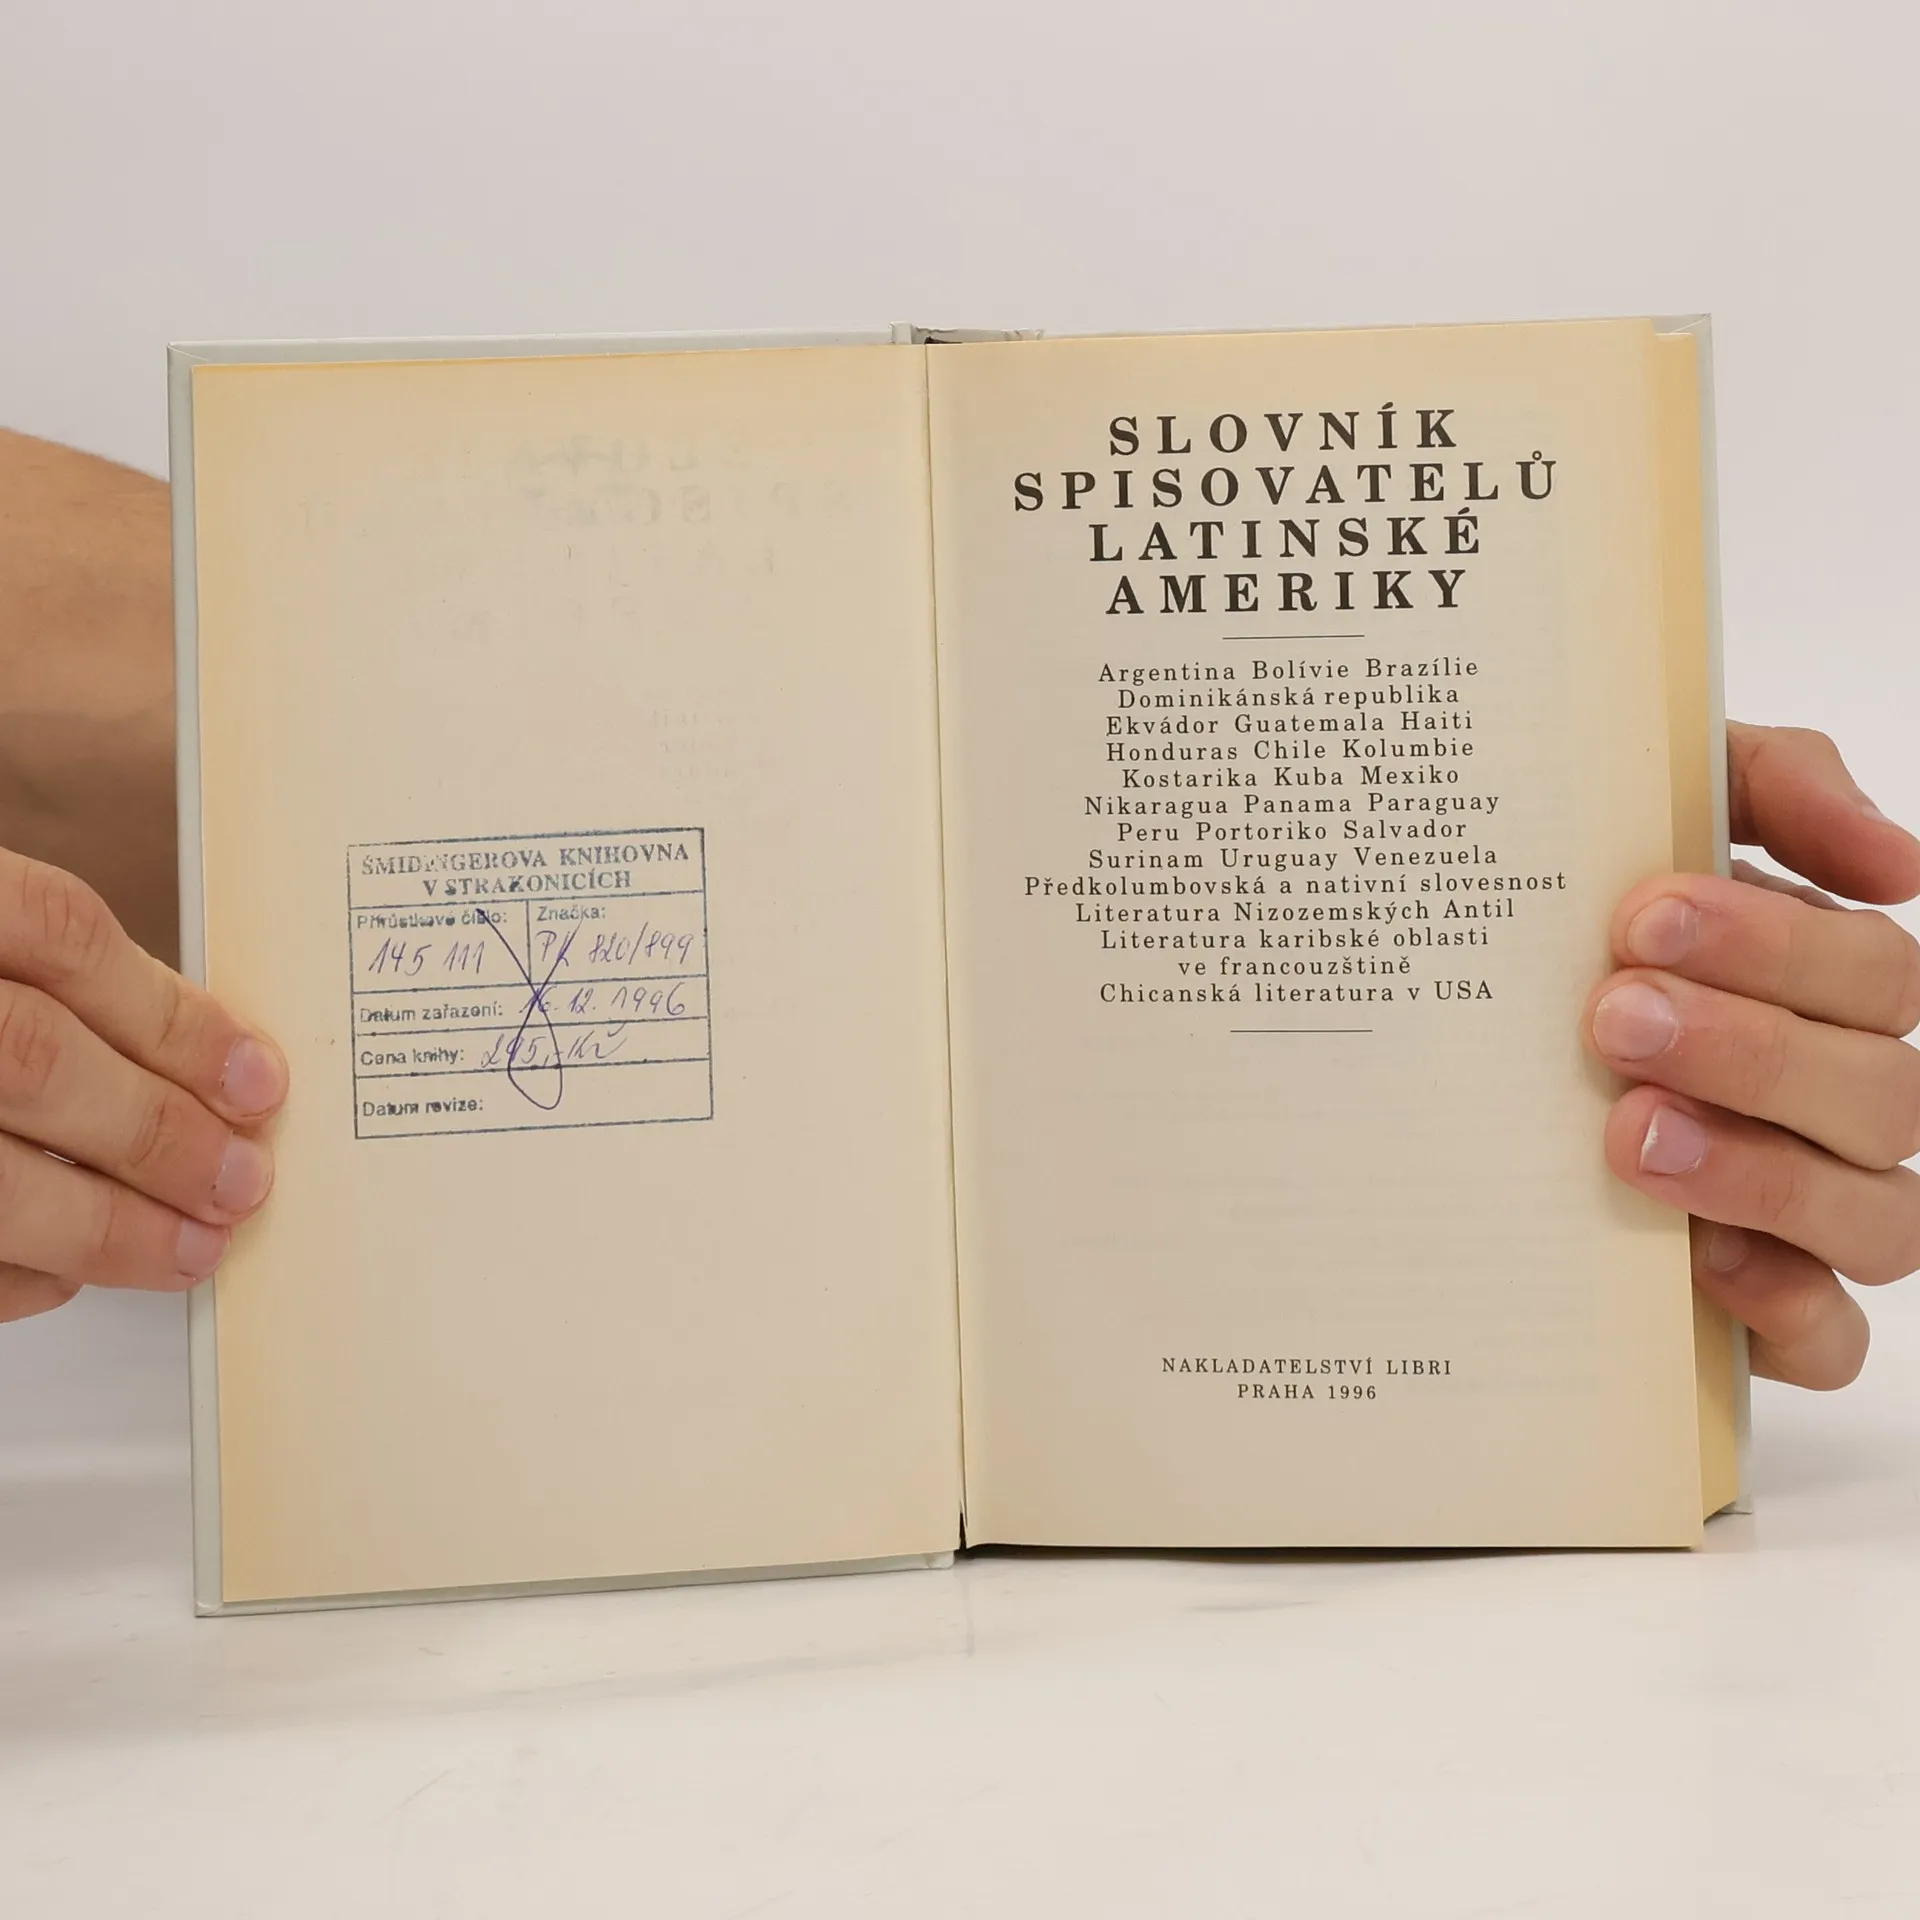 ŠMIDINGEROVA KNIHOVNA
V STRAKONICÍCH
Přírůstkové číslo:
145 111
Značka:
PK 820/899
Datum zařazení: 16. 12. 1996
Cena knihy: 295,- Kč
Datum revize:
SLOVNÍK
SPISOVATELŮ
LATINSKÉ
AMERIKY
Argentina Bolívie Brazílie
Dominikánská republika
Ekvádor Guatemala Haiti
Honduras Chile Kolumbie
Kostarika Kuba Mexiko
Nikaragua Panama Paraguay
Peru Portoriko Salvador
Surinam Uruguay Venezuela
Předkolumbovská a nativní slovesnost
Literatura Nizozemských Antil
Literatura karibské oblasti
ve francouzštině
Chicanská literatura v USA
NAKLADATELSTVÍ LIBRI
PRAHA 1996